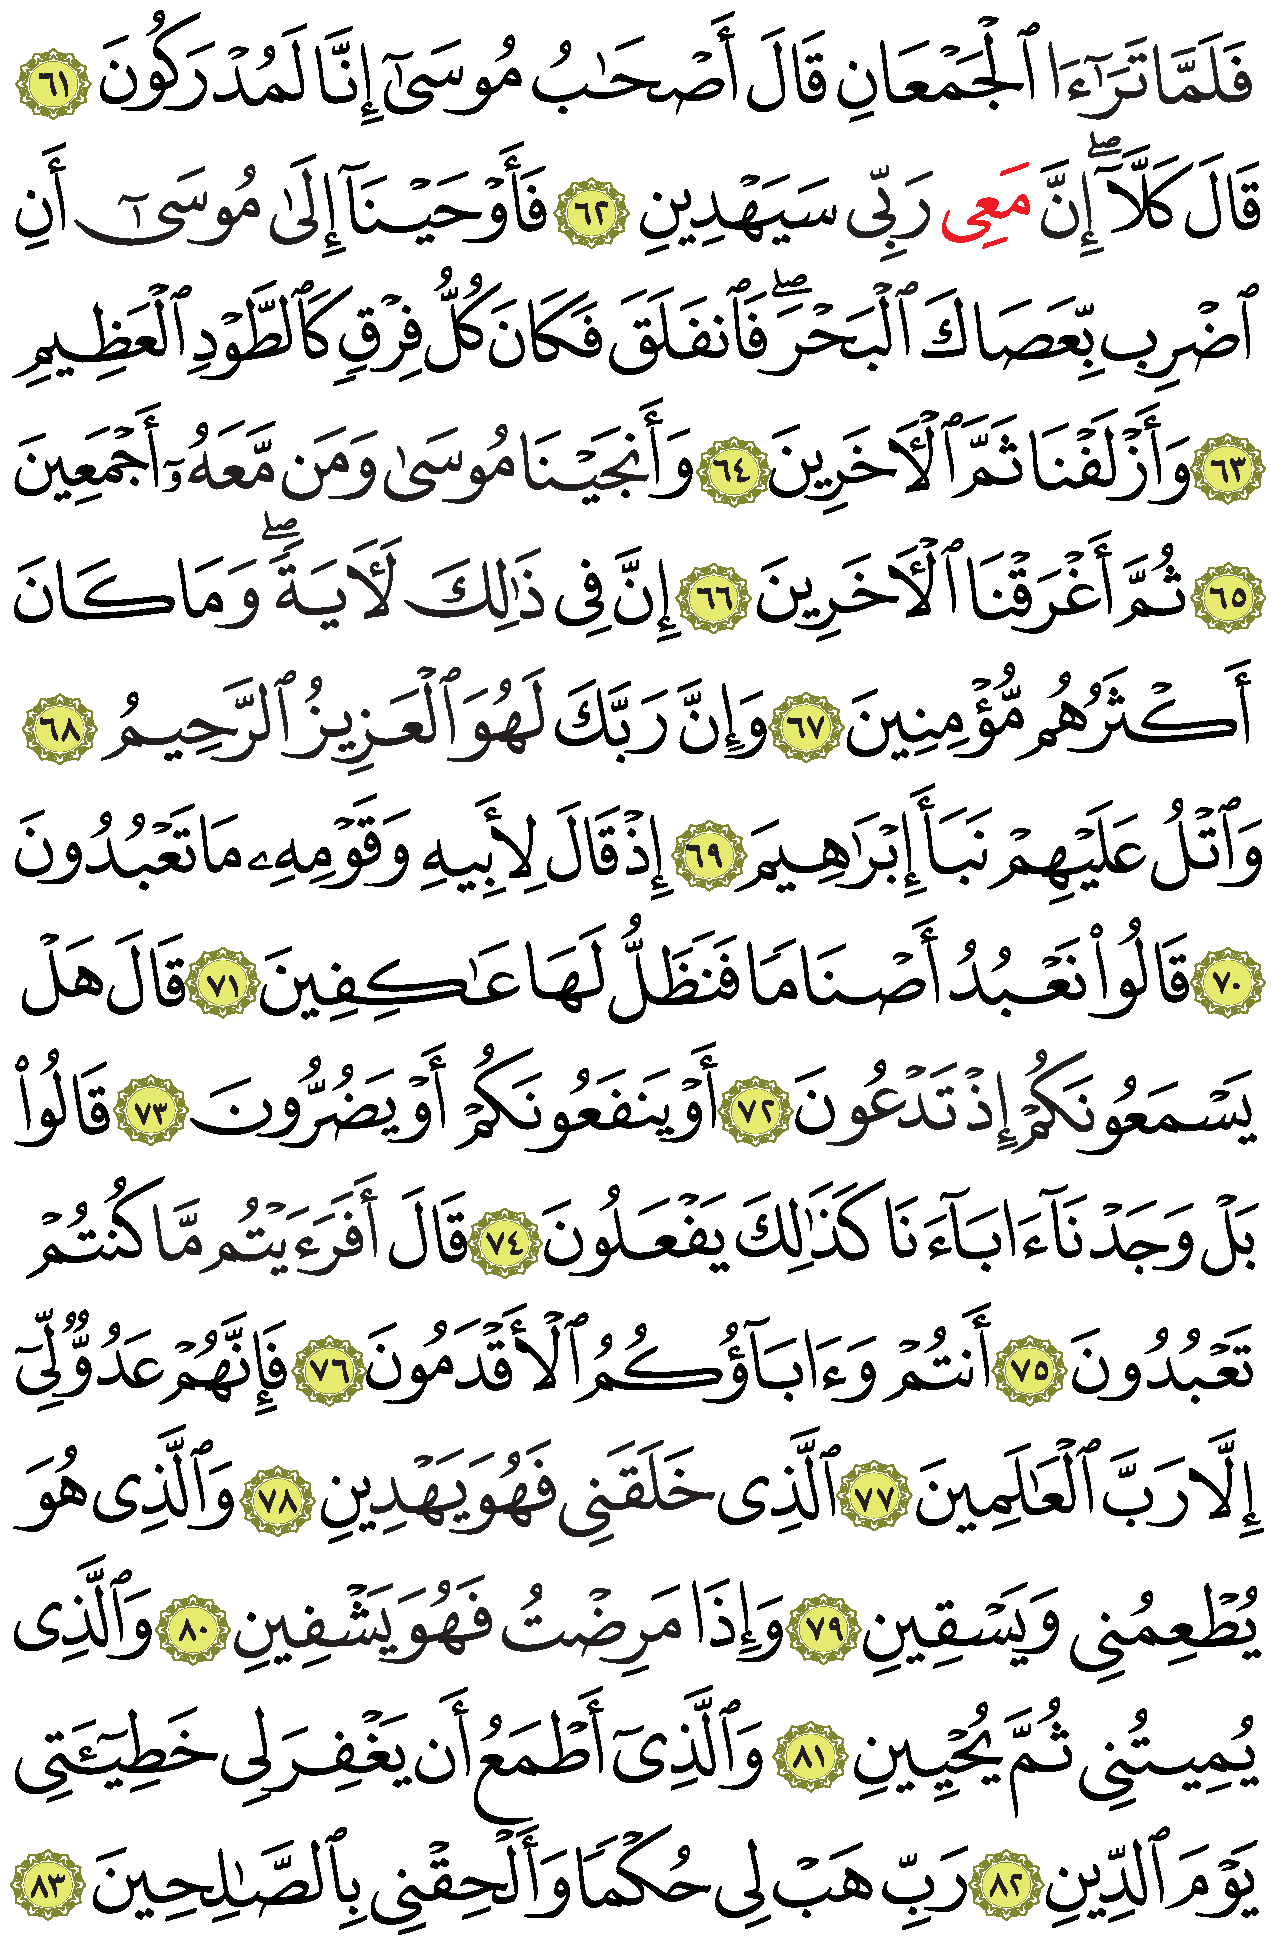 فَلَمَّا تَرَٰٓءَا ٱلۡجَمۡعَانِ قَالَ أَصۡحَٰبُ مُوسَىٰٓ إِنَّا لَمُدۡرَكُونَ ٦١
قَالَ كَلَّآۖ إِنَّ مَعِي رَبِّي سَيَهۡدِينِ ٦٢ فَأَوۡحَيۡنَآ إِلَىٰ مُوسَىٰٓ أَنِ
ٱضۡرِب بِّعَصَاكَ ٱلۡبَحۡرَۖ فَٱنفَلَقَ فَكَانَ كُلُّ فِرۡقٖ كَٱلطَّوۡدِ ٱلۡعَظِيمِ
٦٣ وَأَزۡلَفۡنَا ثَمَّ ٱلۡأٓخَرِينَ ٦٤ وَأَنجَيۡنَا مُوسَىٰ وَمَن مَّعَهُۥٓ أَجۡمَعِينَ
٦٥ ثُمَّ أَغۡرَقۡنَا ٱلۡأٓخَرِينَ ٦٦ إِنَّ فِي ذَٰلِكَ لَأٓيَةٗۖ وَمَا كَانَ
أَكۡثَرُهُم مُّؤۡمِنِينَ ٦٧ وَإِنَّ رَبَّكَ لَهُوَ ٱلۡعَزِيزُ ٱلرَّحِيمُ ٦٨
وَٱتۡلُ عَلَيۡهِمۡ نَبَأَ إِبۡرَٰهِيمَ ٦٩ إِذۡ قَالَ لِأَبِيهِ وَقَوۡمِهِۦ مَا تَعۡبُدُونَ
٧٠ قَالُواْ نَعۡبُدُ أَصۡنَامٗا فَنَظَلُّ لَهَا عَٰكِفِينَ ٧١ قَالَ هَلۡ
يَسۡمَعُونَكُمۡ إِذۡ تَدۡعُونَ ٧٢ أَوۡ يَنفَعُونَكُمۡ أَوۡ يَضُرُّونَ ٧٣ قَالُواْ
بَلۡ وَجَدۡنَآ ءَابَآءَنَا كَذَٰلِكَ يَفۡعَلُونَ ٧٤ قَالَ أَفَرَءَيۡتُم مَّا كُنتُمۡ
تَعۡبُدُونَ ٧٥ أَنتُمۡ وَءَابَآؤُكُمُ ٱلۡأَقۡدَمُونَ ٧٦ فَإِنَّهُمۡ عَدُوّٞ لِّيٓ
إِلَّا رَبَّ ٱلۡعَٰلَمِينَ ٧٧ ٱلَّذِي خَلَقَنِي فَهُوَ يَهۡدِينِ ٧٨ وَٱلَّذِي هُوَ
يُطۡعِمُنِي وَيَسۡقِينِ ٧٩ وَإِذَا مَرِضۡتُ فَهُوَ يَشۡفِينِ ٨٠ وَٱلَّذِي
يُمِيتُنِي ثُمَّ يُحۡيِينِ ٨١ وَٱلَّذِيٓ أَطۡمَعُ أَن يَغۡفِرَ لِي خَطِيٓـَٔتِي
يَوۡمَ ٱلدِّينِ ٨٢ رَبِّ هَبۡ لِي حُكۡمٗا وَأَلۡحِقۡنِي بِٱلصَّٰلِحِينَ ٨٣